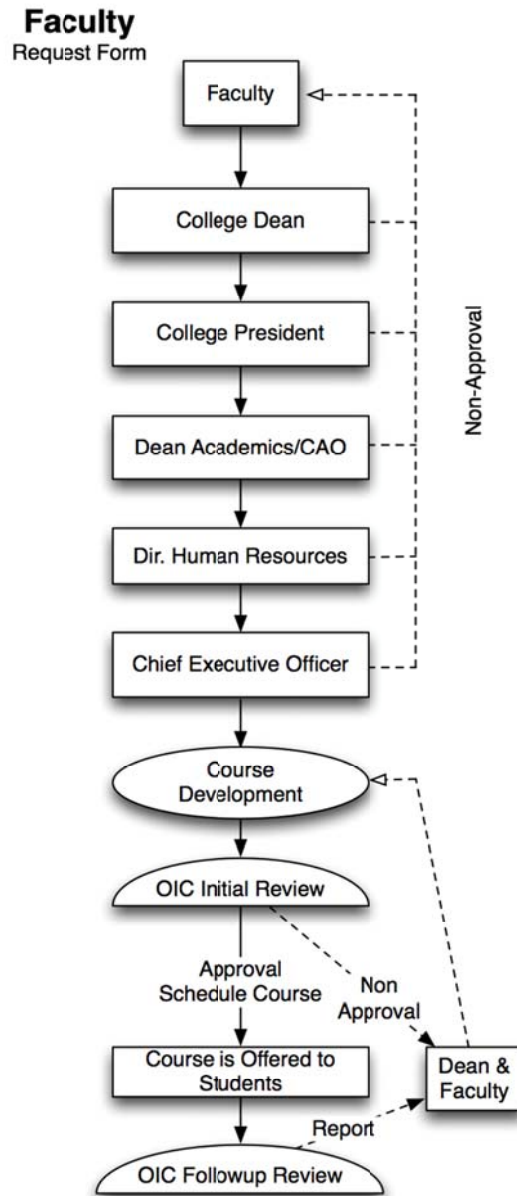 Faculty
Request Form
Faculty
College Dean
College President
Dean Academics/CAO
Dir. Human Resources
Chief Executive Officer
Non-Approval
Course
Development
OIC Initial Review
Approval
Schedule Course
Non
Approval
Course is Offered to
Students
Dean &
Faculty
Report
OIC Followup Review